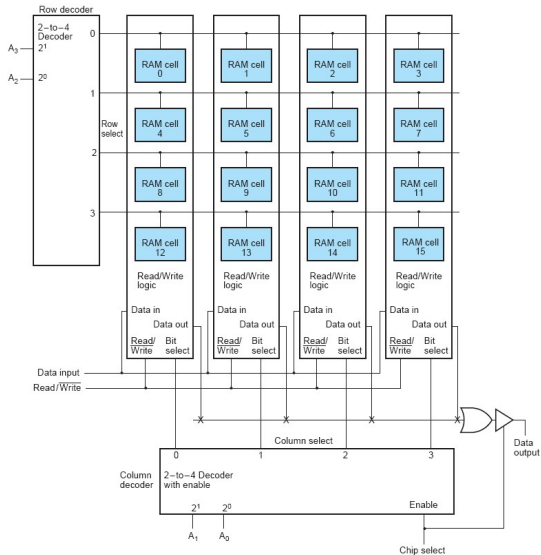 Row decoder
2–to–4
Decoder
A3
2¹
A2
2⁰
0
1
2
3
Row
select
RAM cell
0
RAM cell
1
RAM cell
2
RAM cell
3
RAM cell
4
RAM cell
5
RAM cell
6
RAM cell
7
RAM cell
8
RAM cell
9
RAM cell
10
RAM cell
11
RAM cell
12
RAM cell
13
RAM cell
14
RAM cell
15
Read/Write
logic
Read/Write
logic
Read/Write
logic
Read/Write
logic
Data in
Data in
Data in
Data in
Data out
Data out
Data out
Data out
Read/ Bit
Write select
Read/ Bit
Write select
Read/ Bit
Write select
Read/ Bit
Write select
Data input
Read/Write
X X X X
Data
output
Column select
0 1 2 3
Column
decoder
2–to–4 Decoder
with enable
2¹ 2⁰
Enable
A1 A0
Chip select